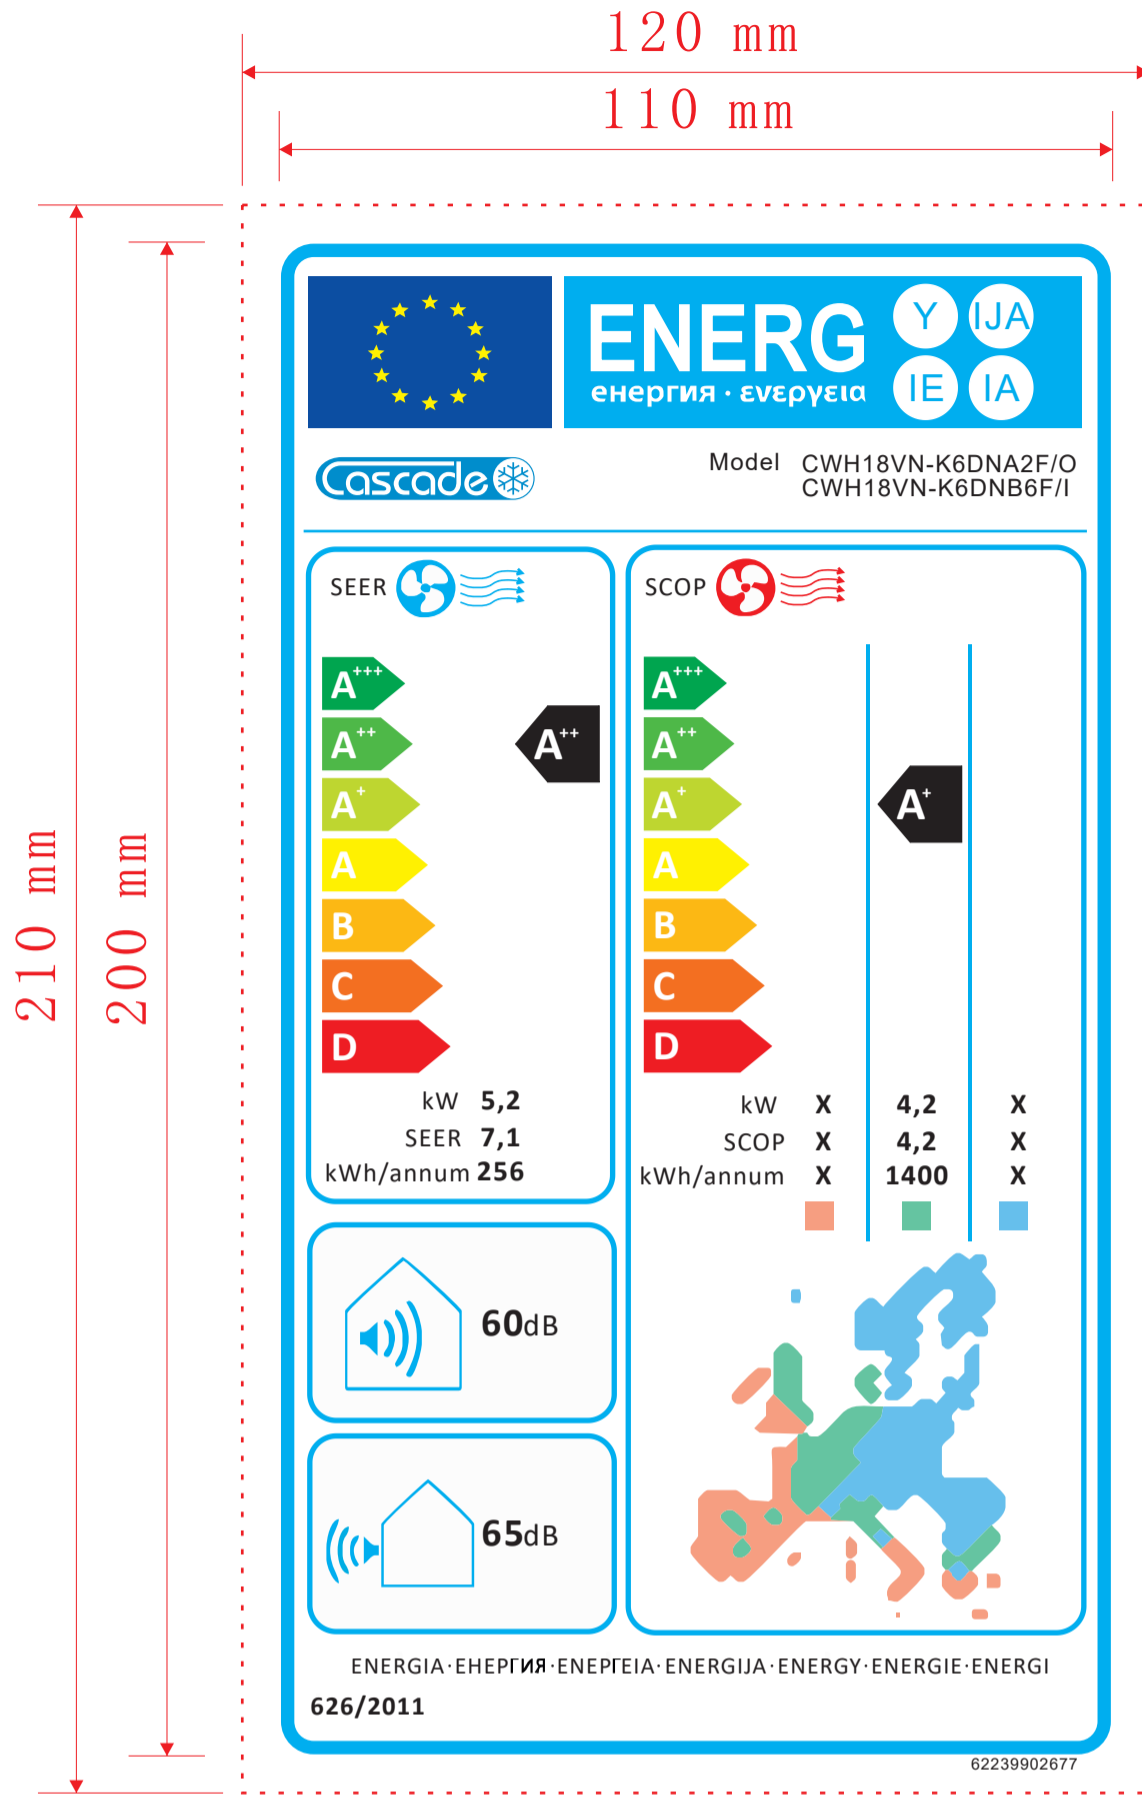 120 mm
110 mm
210 mm
200 mm
ENERG
енергия · ενεργεια
Y IJA
IE IA
Cascade
Model CWH18VN-K6DNA2F/O
CWH18VN-K6DNB6F/I
SEER
A+++
A++
A+
A
B
C
D
A++
kW 5,2
SEER 7,1
kWh/annum 256
SCOP
A+++
A++
A+
A
B
C
D
A+
kW X 4,2 X
SCOP X 4,2 X
kWh/annum X 1400 X
60dB
65dB
ENERGIA·ЕНЕРГИЯ·ΕΝΕΡΓΕΙΑ·ENERGIJA·ENERGY·ENERGIE·ENERGI
626/2011
62239902677